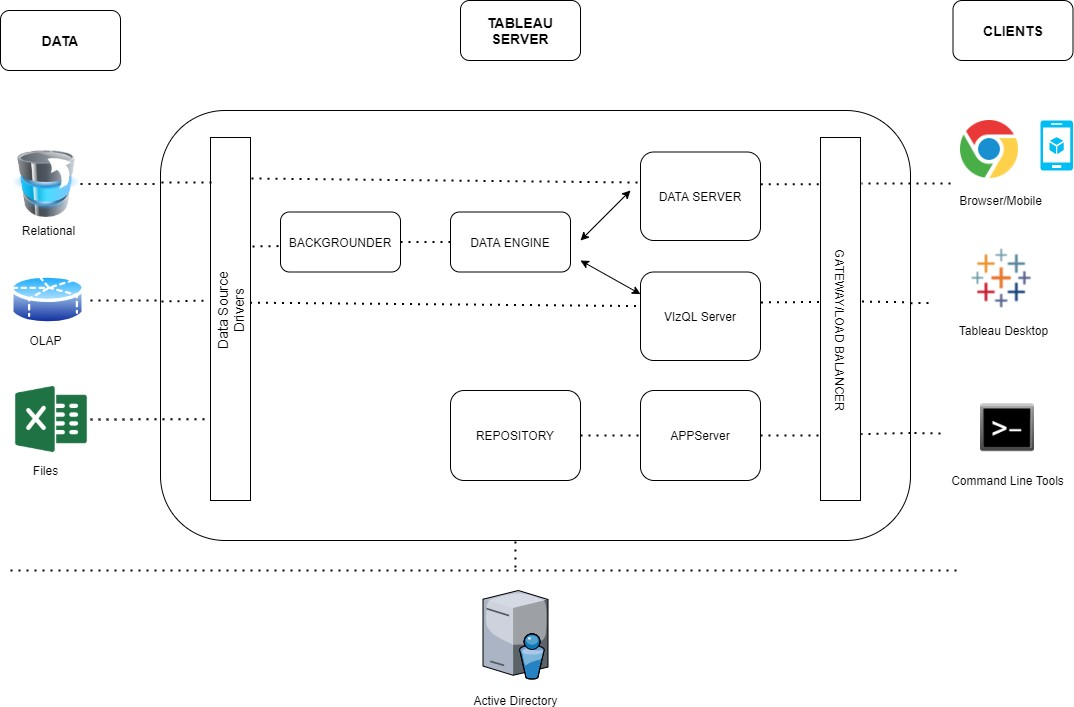 DATA
TABLEAU
SERVER
CLIENTS
Relational
OLAP
Files
Data Source
Drivers
BACKGROUNDER
DATA ENGINE
DATA SERVER
VIzQL Server
REPOSITORY
APPServer
GATEWAY/LOAD BALANCER
Browser/Mobile
Tableau Desktop
>–
Command Line Tools
Active Directory